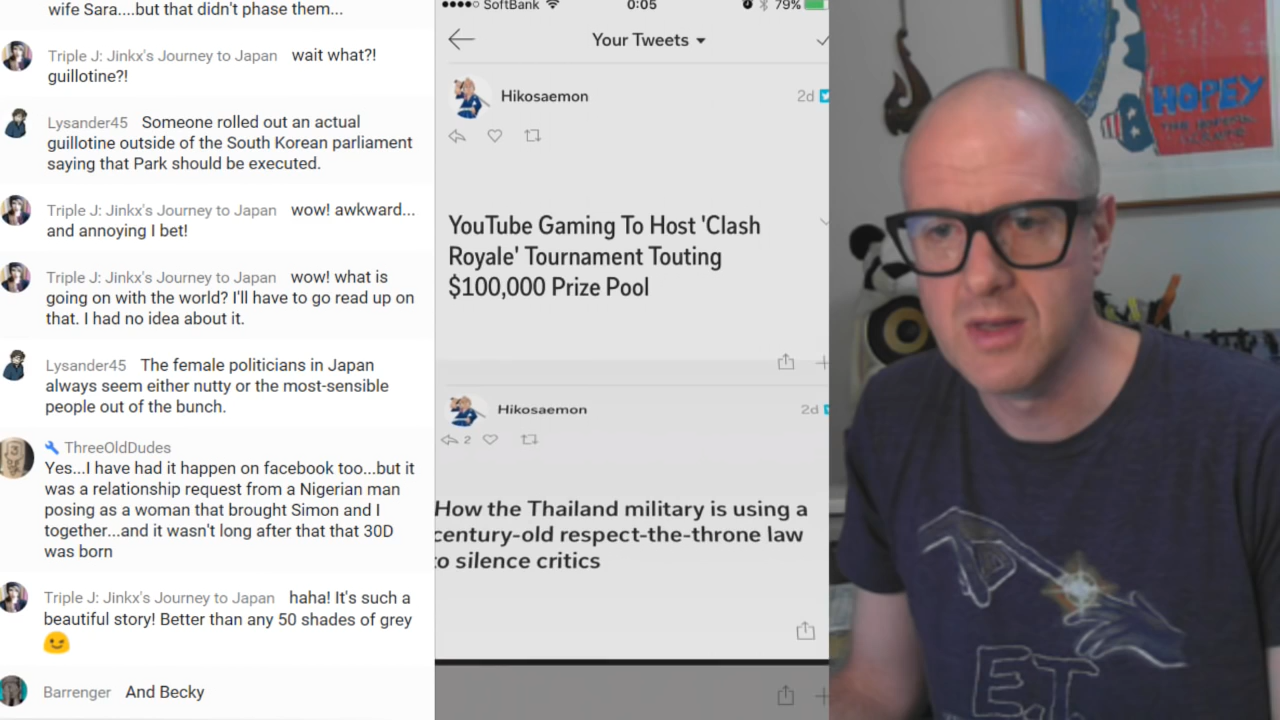 wife Sara....but that didn't phase them...
Triple J: Jinkx's Journey to Japan wait what?!
guillotine?!
Lysander45 Someone rolled out an actual
guillotine outside of the South Korean parliament
saying that Park should be executed.
Triple J: Jinkx's Journey to Japan wow! awkward...
and annoying I bet!
Triple J: Jinkx's Journey to Japan wow! what is
going on with the world? I'll have to go read up on
that. I had no idea about it.
Lysander45 The female politicians in Japan
always seem either nutty or the most-sensible
people out of the bunch.
ThreeOldDudes
Yes...I have had it happen on facebook too...but it
was a relationship request from a Nigerian man
posing as a woman that brought Simon and I
together...and it wasn't long after that that 30D
was born
Triple J: Jinkx's Journey to Japan haha! It's such a
beautiful story! Better than any 50 shades of grey
Barrenger And Becky
SoftBank 0:05 79%
Your Tweets
Hikosaemon 2d
YouTube Gaming To Host 'Clash
Royale' Tournament Touting
$100,000 Prize Pool
Hikosaemon 2d
2
How the Thailand military is using a
century-old respect-the-throne law
to silence critics
HOPEY
E.T.